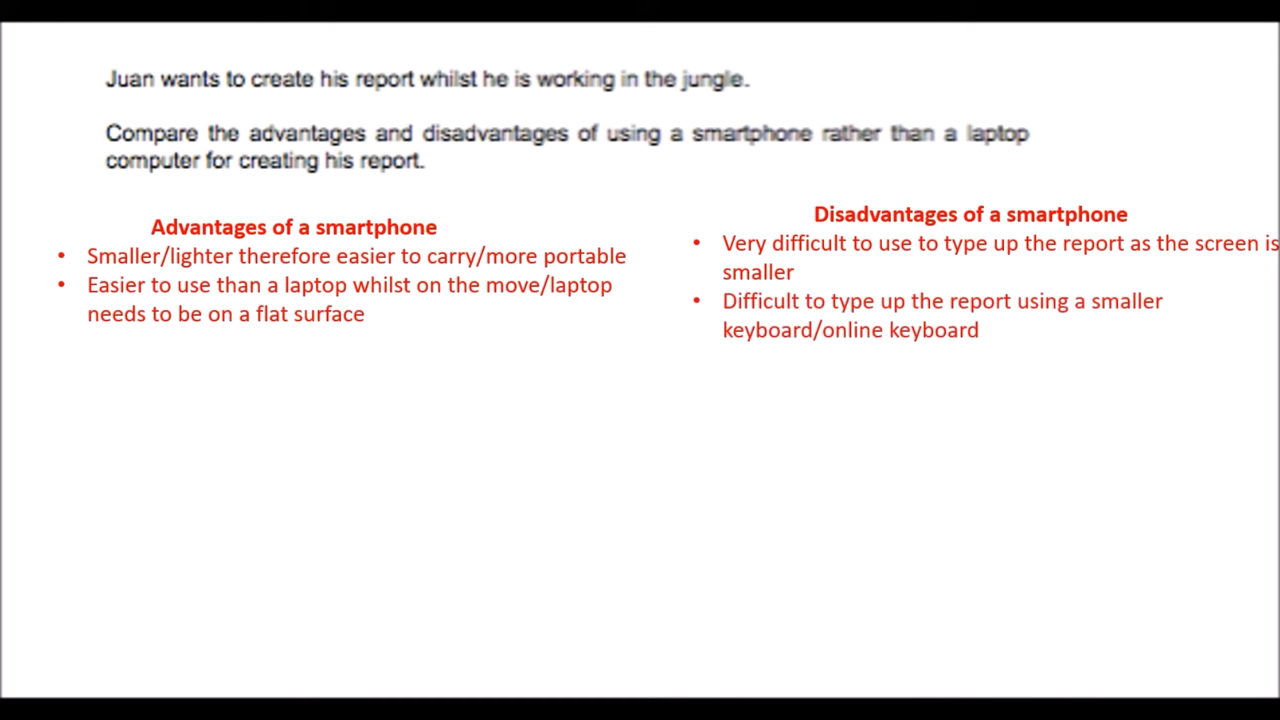 Juan wants to create his report whilst he is working in the jungle.
Compare the advantages and disadvantages of using a smartphone rather than a laptop
computer for creating his report.
Advantages of a smartphone
• Smaller/lighter therefore easier to carry/more portable
• Easier to use than a laptop whilst on the move/laptop
needs to be on a flat surface
Disadvantages of a smartphone
• Very difficult to use to type up the report as the screen is
smaller
• Difficult to type up the report using a smaller
keyboard/online keyboard